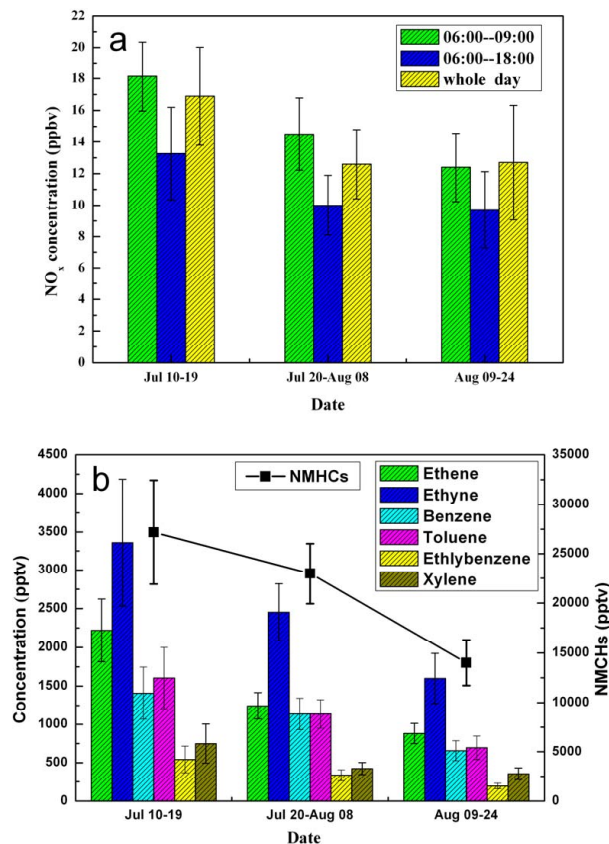 a
06:00--09:00
06:00--18:00
whole day
22
20
18
16
14
12
10
8
6
4
2
0
NOx concentration (ppbv)
Jul 10-19 Jul 20-Aug 08 Aug 09-24
Date
b
NMHCs
Ethene
Ethyne
Benzene
Toluene
Ethlybenzene
Xylene
4500
4000
3500
3000
2500
2000
1500
1000
500
0
Concentration (pptv)
35000
30000
25000
20000
15000
10000
5000
0
NMCHs (pptv)
Jul 10-19 Jul 20-Aug 08 Aug 09-24
Date